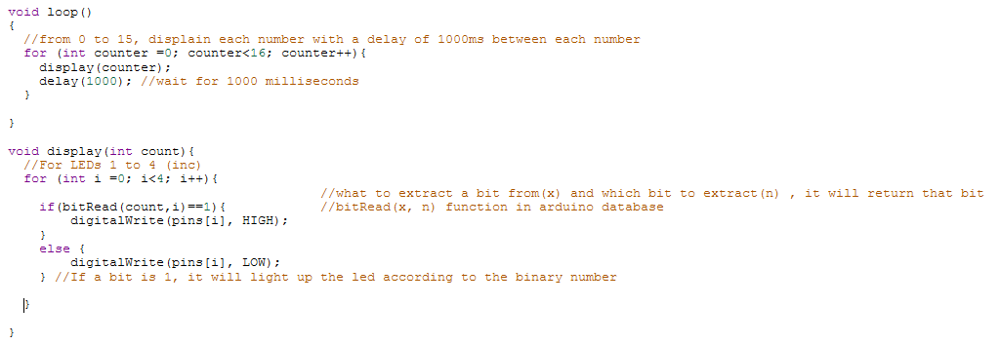 void loop()
{
  //from 0 to 15, displain each number with a delay of 1000ms between each number
  for (int counter =0; counter<16; counter++){
    display(counter);
    delay(1000); //wait for 1000 milliseconds
  }

}

void display(int count){
  //For LEDs 1 to 4 (inc)
  for (int i =0; i<4; i++){
                                        //what to extract a bit from(x) and which bit to extract(n) , it will return that bit
    if(bitRead(count,i)==1){            //bitRead(x, n) function in arduino database
        digitalWrite(pins[i], HIGH);
    }
    else {
        digitalWrite(pins[i], LOW);
    } //If a bit is 1, it will light up the led according to the binary number

  }

}